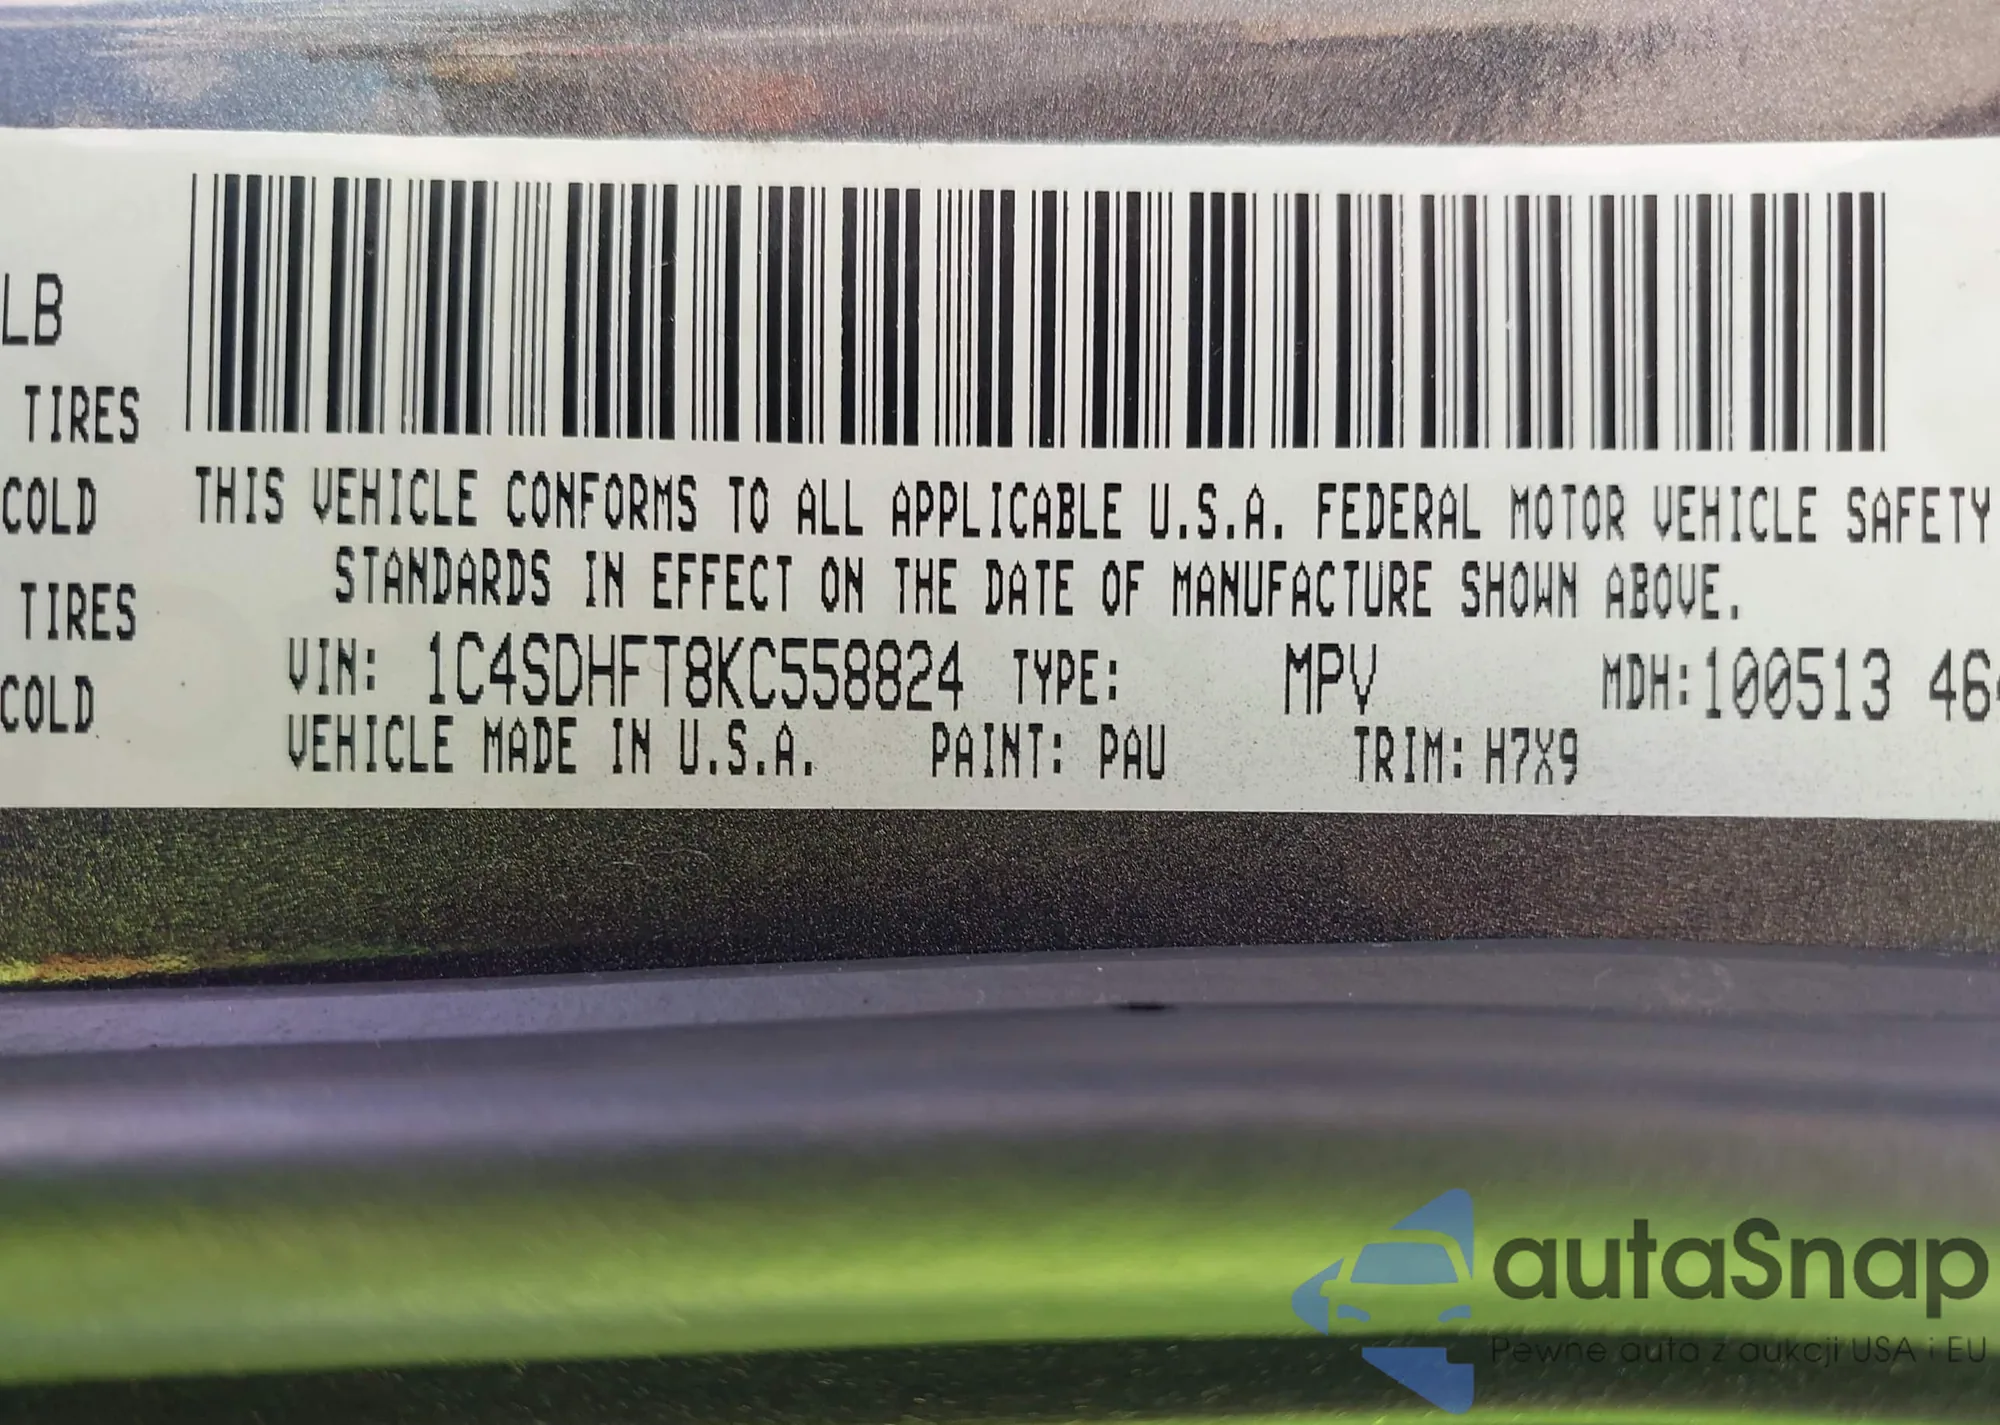 LB
TIRES
COLD
TIRES
COLD
THIS VEHICLE CONFORMS TO ALL APPLICABLE U.S.A. FEDERAL MOTOR VEHICLE SAFETY
STANDARDS IN EFFECT ON THE DATE OF MANUFACTURE SHOWN ABOVE.
VIN: 1C4SDHFT8KC558824 TYPE: MPV MDH:100513 46
VEHICLE MADE IN U.S.A. PAINT: PAU TRIM: H7X9
autaSnap
Pewne auta z aukcji USA i EU